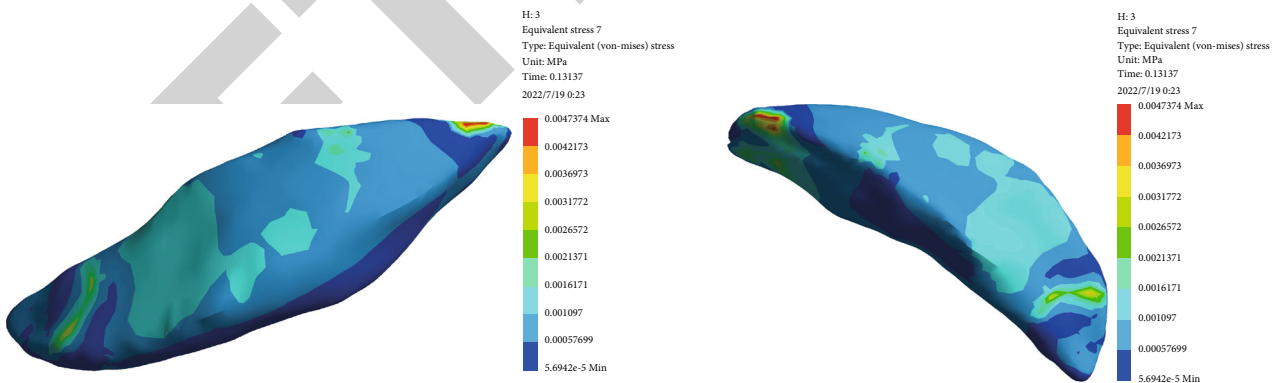 H: 3
Equivalent stress 7
Type: Equivalent (von-mises) stress
Unit: MPa
Time: 0.13137
2022/7/19 0:23
0.0047374 Max
0.0042173
0.0036973
0.0031772
0.0026572
0.0021371
0.0016171
0.001097
0.00057699
5.6942e-5 Min
H: 3
Equivalent stress 7
Type: Equivalent (von-mises) stress
Unit: MPa
Time: 0.13137
2022/7/19 0:23
0.0047374 Max
0.0042173
0.0036973
0.0031772
0.0026572
0.0021371
0.0016171
0.001097
0.00057699
5.6942e-5 Min